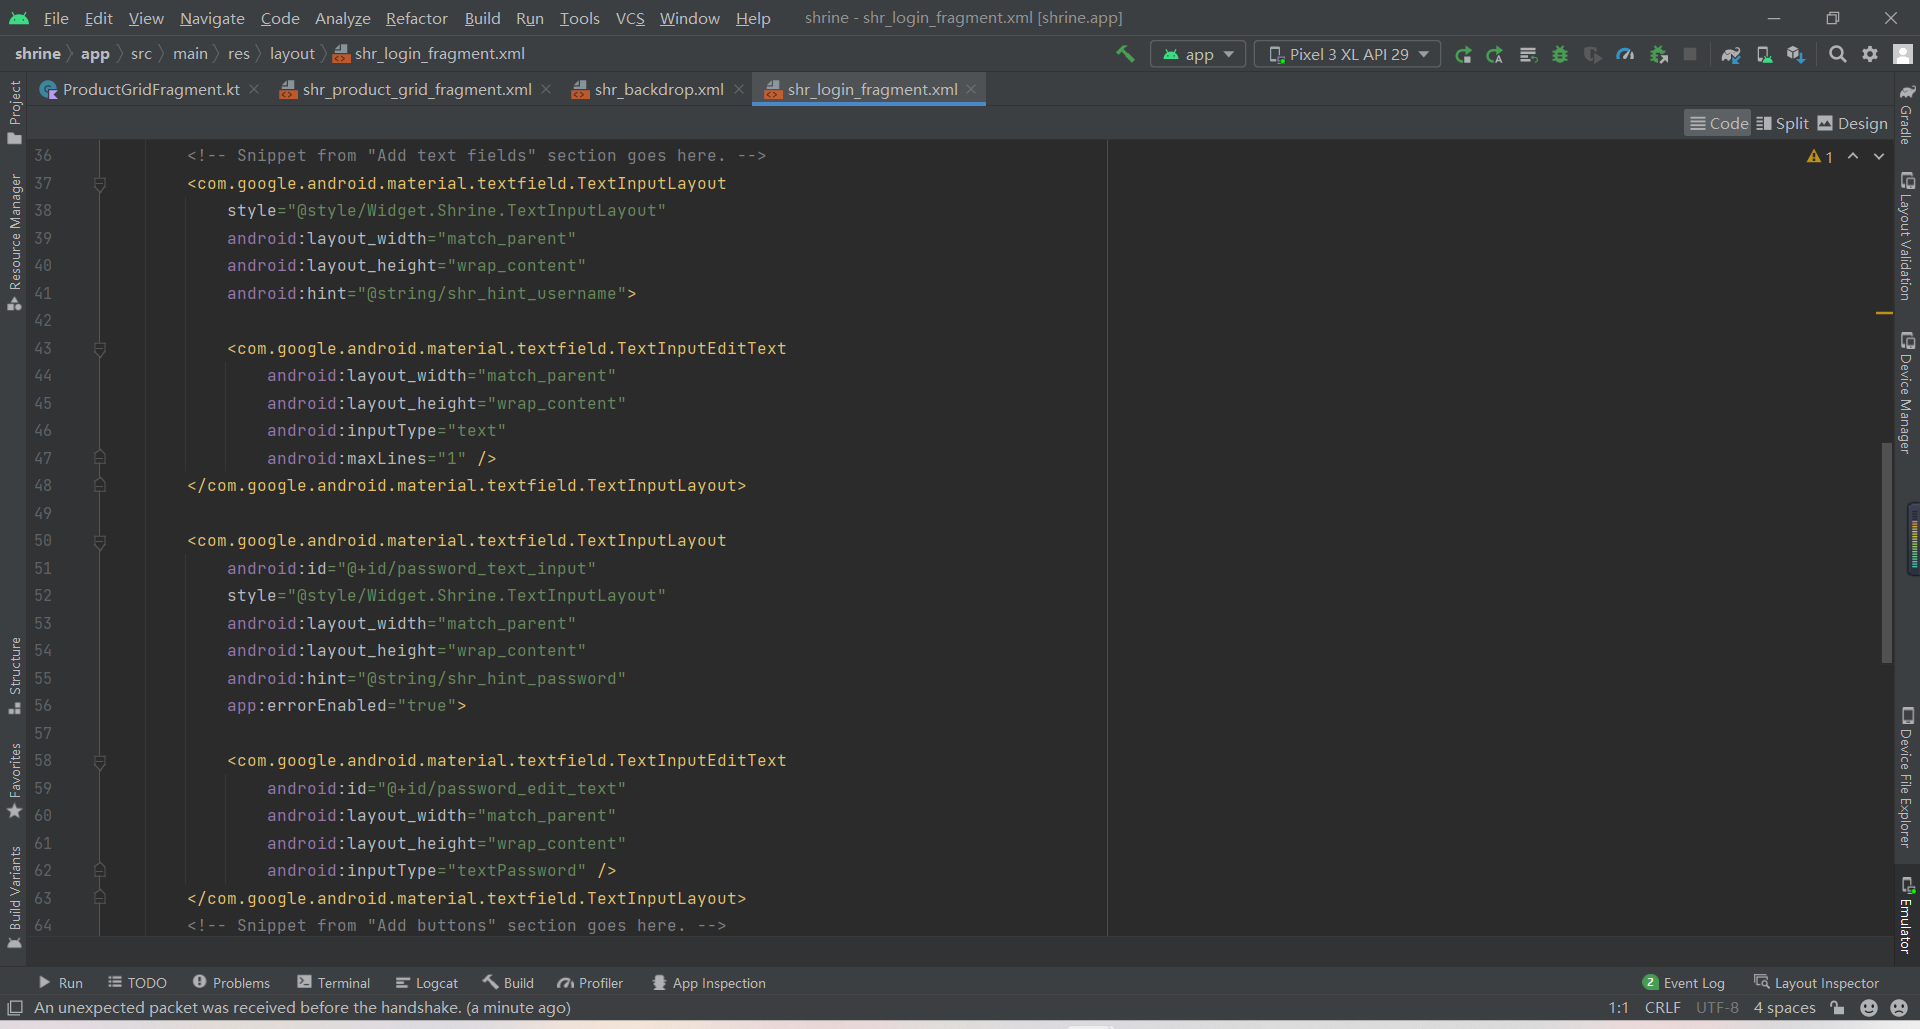 File Edit View Navigate Code Analyze Refactor Build Run Tools VCS Window Help shrine - shr_login_fragment.xml [shrine.app]
shrine app src main res layout shr_login_fragment.xml app Pixel 3 XL API 29
ProductGridFragment.kt shr_product_grid_fragment.xml shr_backdrop.xml shr_login_fragment.xml
Code Split Design
1
36 <!-- Snippet from "Add text fields" section goes here. -->
37 <com.google.android.material.textfield.TextInputLayout
38 style="@style/Widget.Shrine.TextInputLayout"
39 android:layout_width="match_parent"
40 android:layout_height="wrap_content"
41 android:hint="@string/shr_hint_username">
42
43 <com.google.android.material.textfield.TextInputEditText
44 android:layout_width="match_parent"
45 android:layout_height="wrap_content"
46 android:inputType="text"
47 android:maxLines="1" />
48 </com.google.android.material.textfield.TextInputLayout>
49
50 <com.google.android.material.textfield.TextInputLayout
51 android:id="@+id/password_text_input"
52 style="@style/Widget.Shrine.TextInputLayout"
53 android:layout_width="match_parent"
54 android:layout_height="wrap_content"
55 android:hint="@string/shr_hint_password"
56 app:errorEnabled="true">
57
58 <com.google.android.material.textfield.TextInputEditText
59 android:id="@+id/password_edit_text"
60 android:layout_width="match_parent"
61 android:layout_height="wrap_content"
62 android:inputType="textPassword" />
63 </com.google.android.material.textfield.TextInputLayout>
64 <!-- Snippet from "Add buttons" section goes here. -->
Project
Resource Manager
Structure
Favorites
Build Variants
Gradle
Layout Validation
Device Manager
Device File Explorer
Emulator
Run TODO Problems Terminal Logcat Build Profiler App Inspection 2 Event Log Layout Inspector
An unexpected packet was received before the handshake. (a minute ago) 1:1 CRLF UTF-8 4 spaces